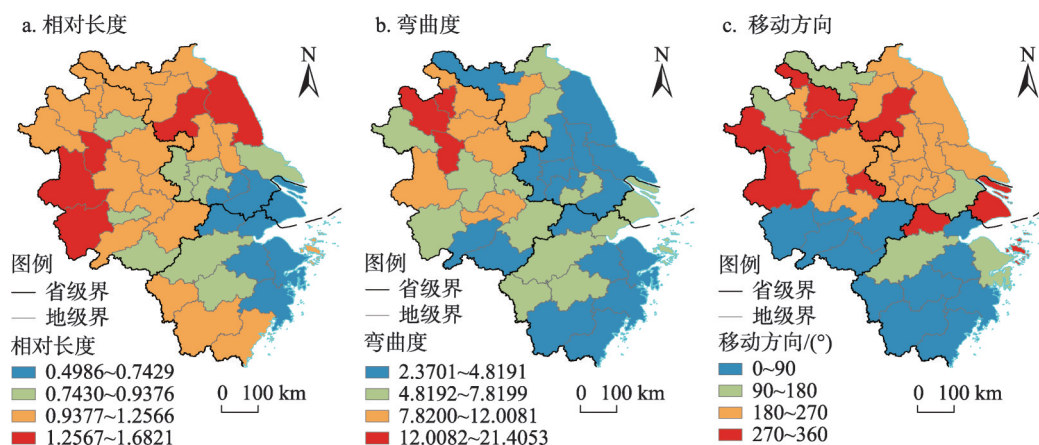 a. 相对长度
N
图例
省级界
地级界
相对长度
0.4986~0.7429
0.7430~0.9376
0.9377~1.2566
1.2567~1.6821
0 100 km
b. 弯曲度
N
图例
省级界
地级界
弯曲度
2.3701~4.8191
4.8192~7.8199
7.8200~12.0081
12.0082~21.4053
0 100 km
c. 移动方向
N
图例
省级界
地级界
移动方向/(°)
0~90
90~180
180~270
270~360
0 100 km